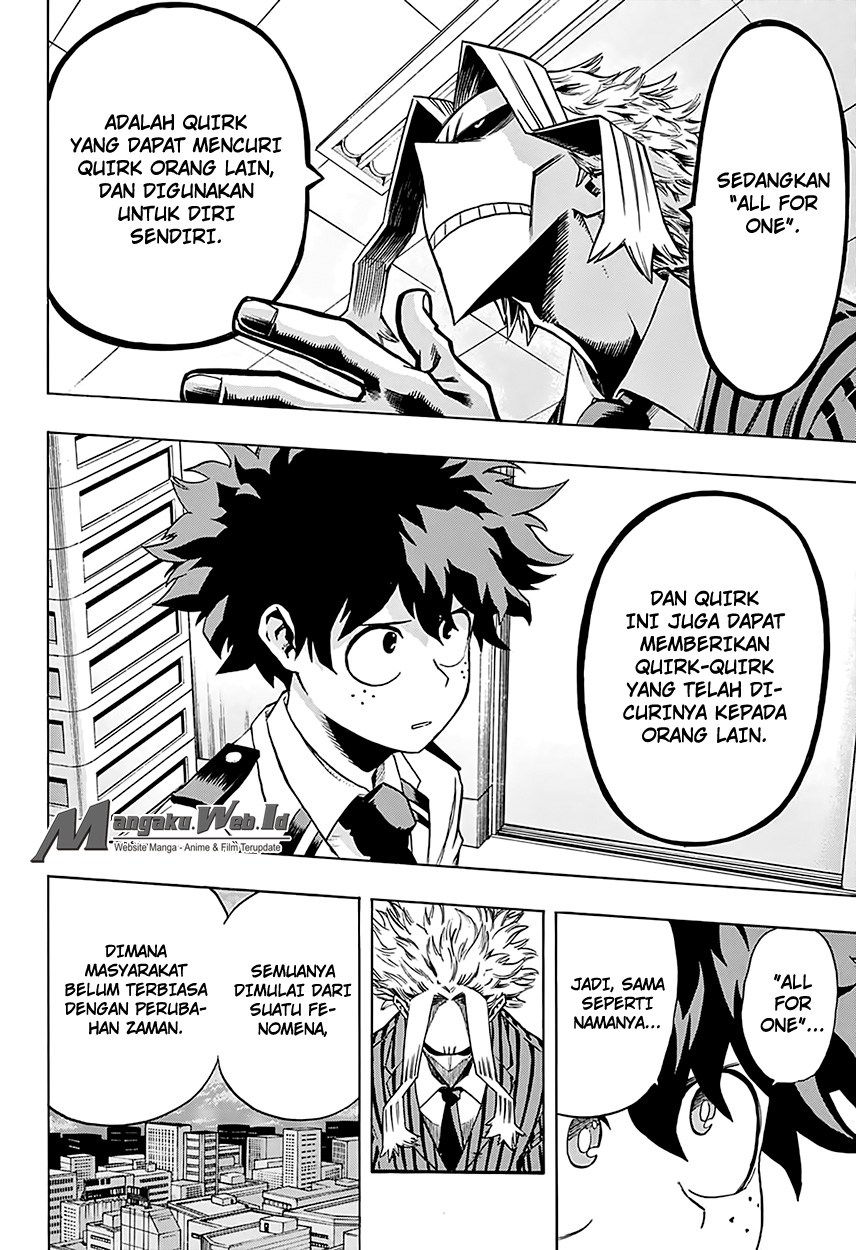 SEDANGKAN
"ALL FOR
ONE".
ADALAH QUIRK
YANG DAPAT MENCURI
QUIRK ORANG LAIN,
DAN DIGUNAKAN
UNTUK DIRI
SENDIRI.
DAN QUIRK
INI JUGA DAPAT
MEMBERIKAN
QUIRK-QUIRK
YANG TELAH DI-
CURINYA KEPADA
ORANG LAIN.
Mangaku.Web.Id
Website Manga - Anime & Film Terupdate
"ALL
FOR
ONE"...
JADI, SAMA
SEPERTI
NAMANYA...
SEMUANYA
DIMULAI DARI
SUATU FE-
NOMENA,
DIMANA
MASYARAKAT
BELUM TERBIASA
DENGAN PERUBA-
HAN ZAMAN.